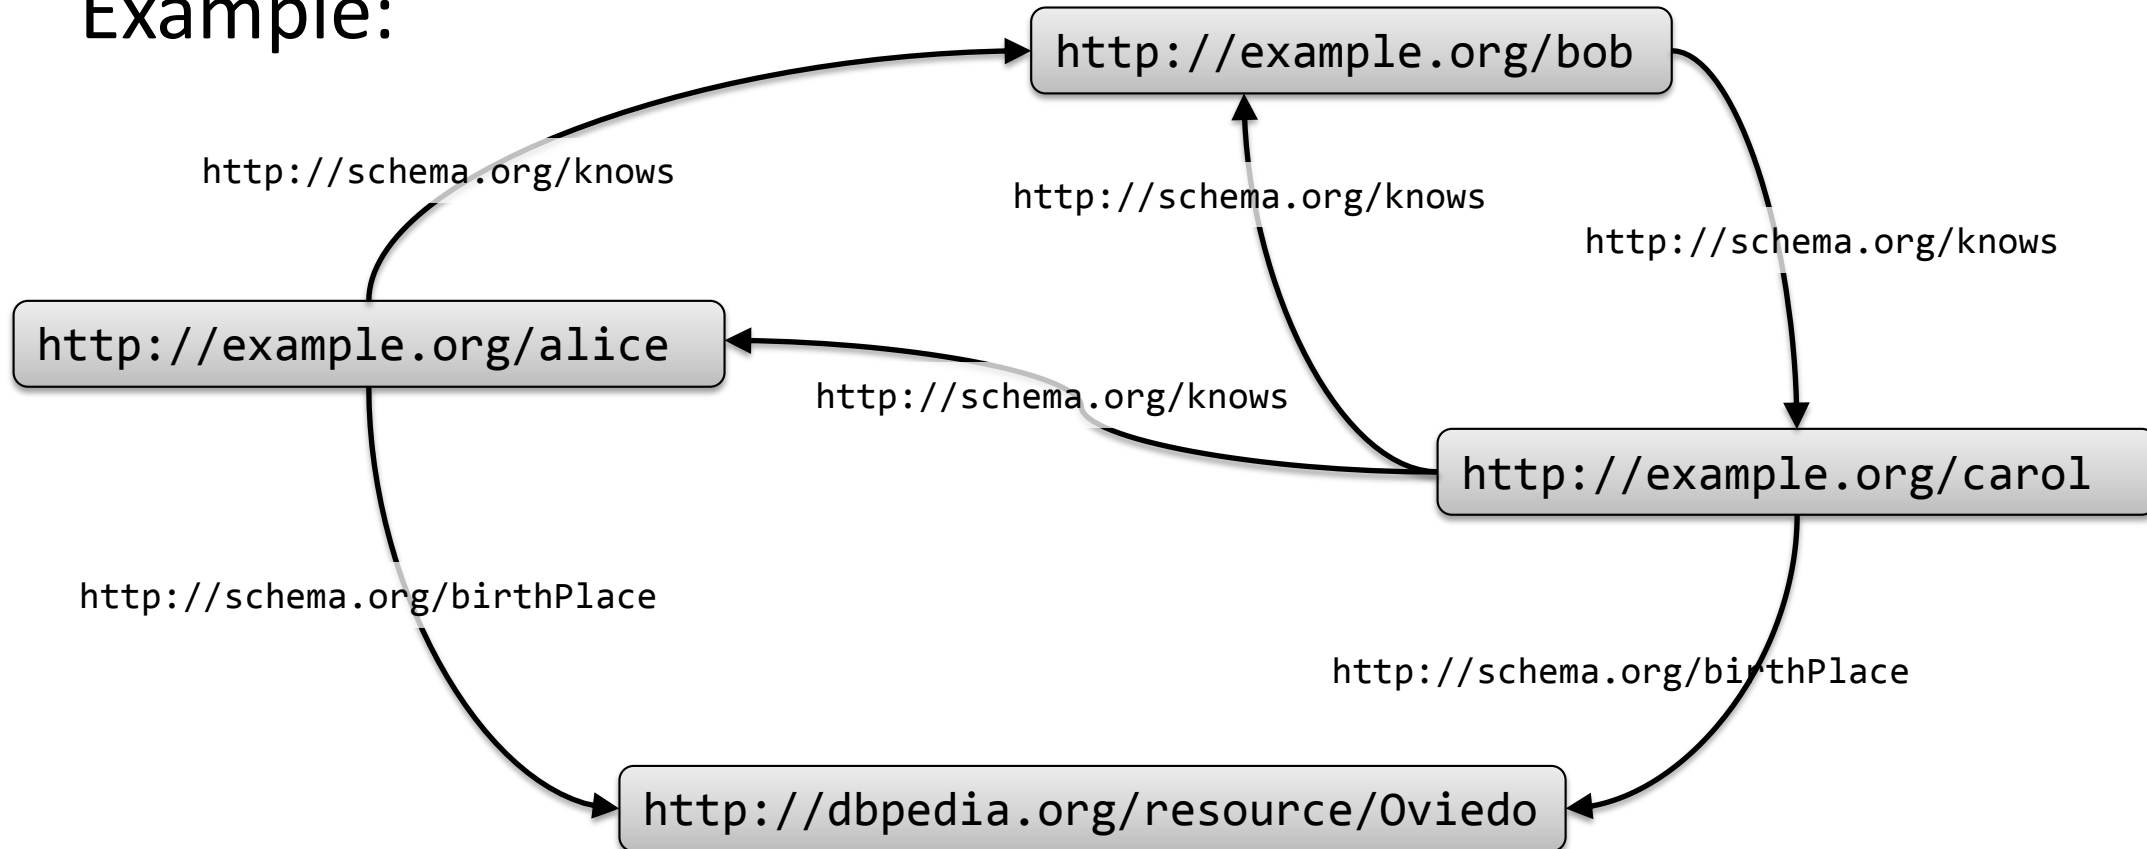 Example:
http://example.org/bob
http://schema.org/knows
http://schema.org/knows
http://schema.org/knows
http://example.org/alice
http://schema.org/knows
http://example.org/carol
http://schema.org/birthPlace
http://schema.org/birthPlace
http://dbpedia.org/resource/Oviedo